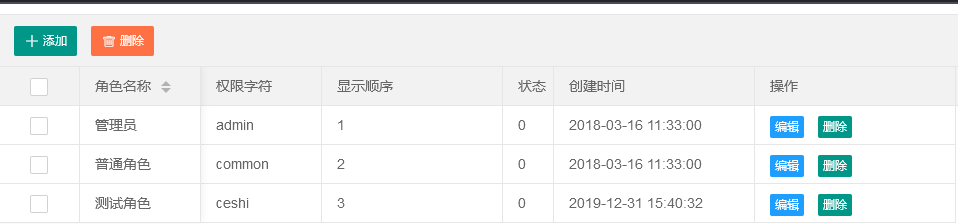 添加 删除
角色名称 权限字符 显示顺序 状态 创建时间 操作
管理员 admin 1 0 2018-03-16 11:33:00 编辑 删除
普通角色 common 2 0 2018-03-16 11:33:00 编辑 删除
测试角色 ceshi 3 0 2019-12-31 15:40:32 编辑 删除